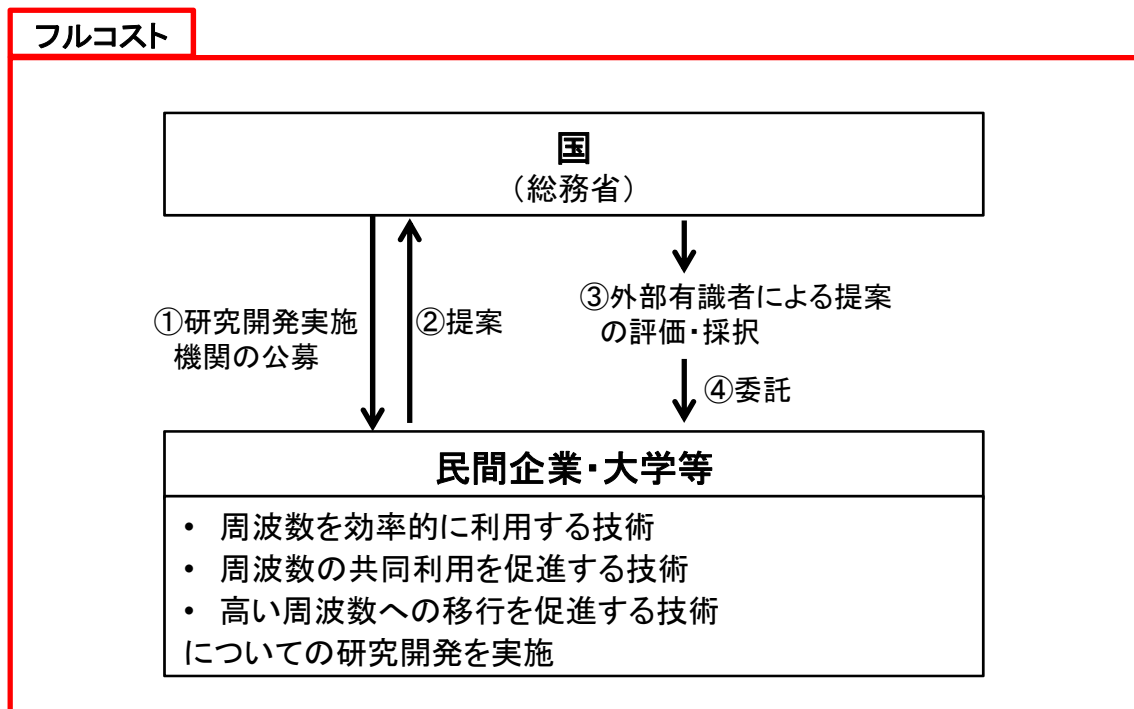 フルコスト
国
（総務省）
①研究開発実施
機関の公募
②提案
③外部有識者による提案
の評価・採択
④委託
民間企業・大学等
• 周波数を効率的に利用する技術
• 周波数の共同利用を促進する技術
• 高い周波数への移行を促進する技術
についての研究開発を実施